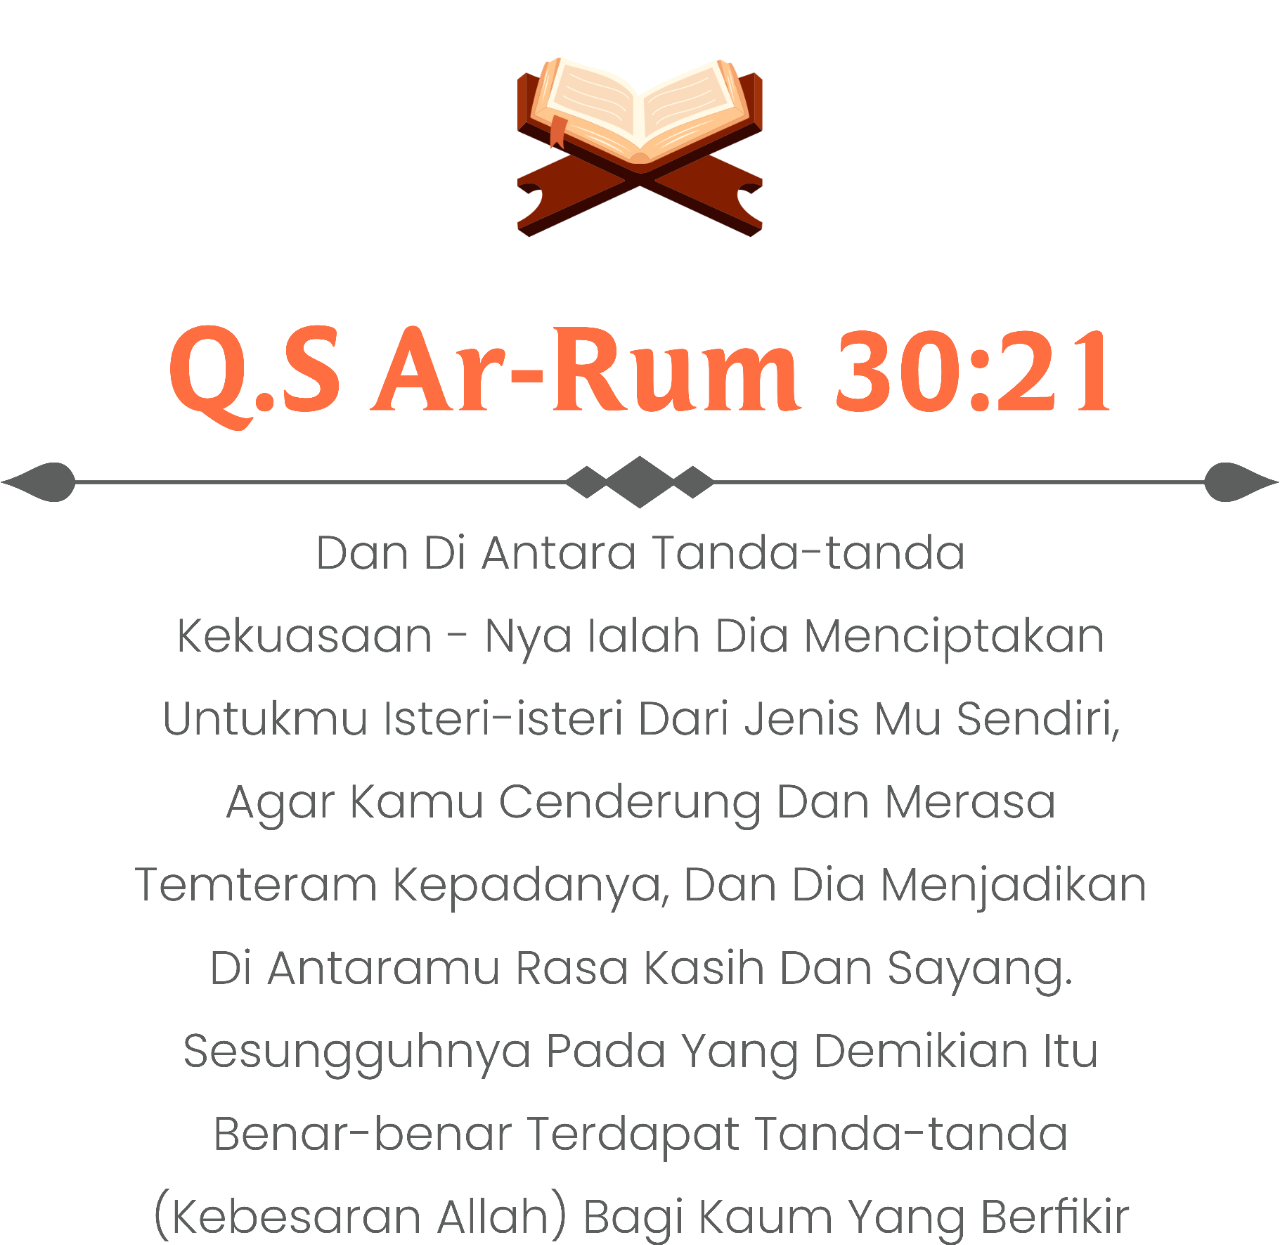 Q.S Ar-Rum 30:21
Dan Di Antara Tanda-tanda
Kekuasaan - Nya Ialah Dia Menciptakan
Untukmu Isteri-isteri Dari Jenis Mu Sendiri,
Agar Kamu Cenderung Dan Merasa
Temteram Kepadanya, Dan Dia Menjadikan
Di Antaramu Rasa Kasih Dan Sayang.
Sesungguhnya Pada Yang Demikian Itu
Benar-benar Terdapat Tanda-tanda
(Kebesaran Allah) Bagi Kaum Yang Berfikir